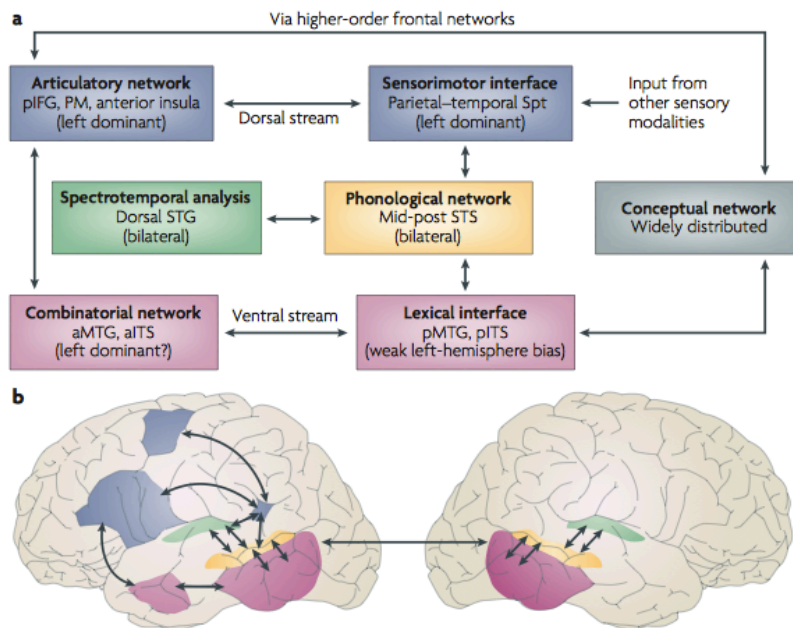 a
Via higher-order frontal networks
Articulatory network
pIFG, PM, anterior insula
(left dominant)
Dorsal stream
Sensorimotor interface
Parietal–temporal Spt
(left dominant)
Input from
other sensory
modalities
Spectrotemporal analysis
Dorsal STG
(bilateral)
Phonological network
Mid-post STS
(bilateral)
Conceptual network
Widely distributed
Combinatorial network
aMTG, aITS
(left dominant?)
Ventral stream
Lexical interface
pMTG, pITS
(weak left-hemisphere bias)
b